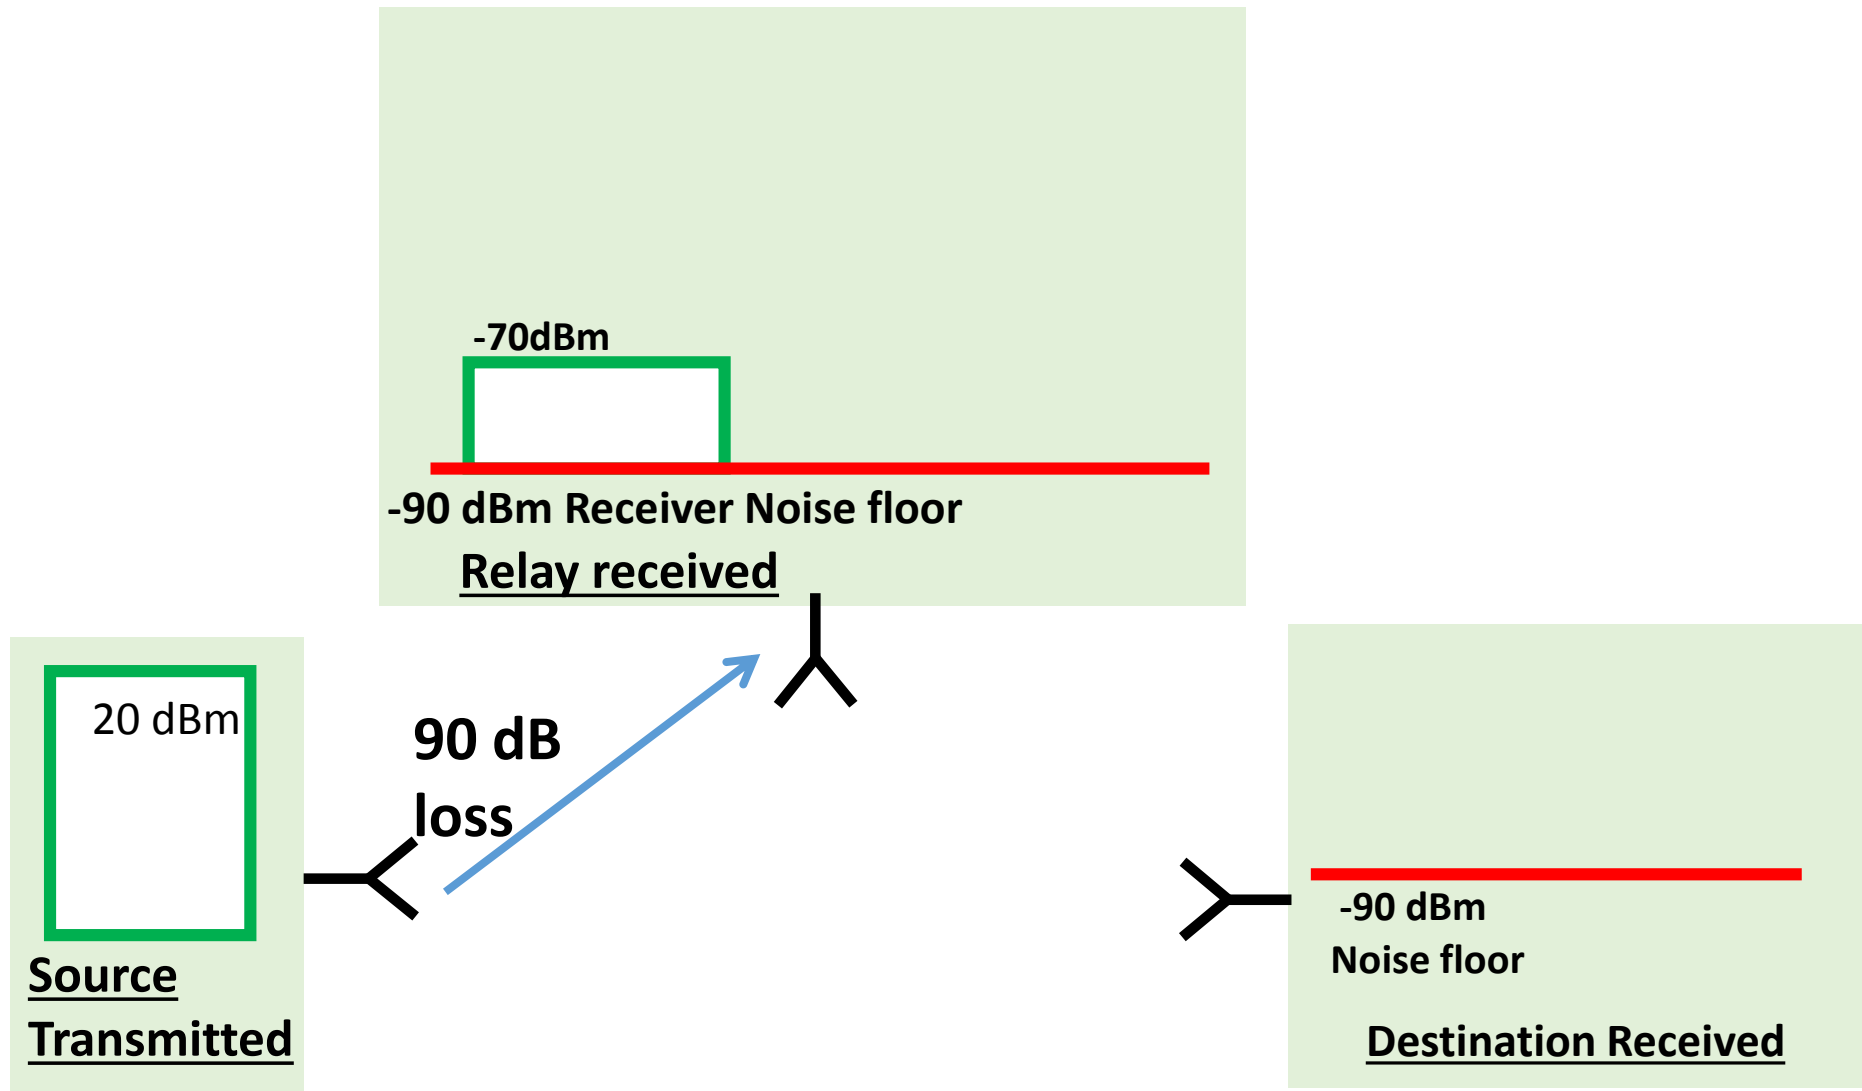 -70dBm
-90 dBm Receiver Noise floor
Relay received
20 dBm
90 dB
loss
Source
Transmitted
-90 dBm
Noise floor
Destination Received